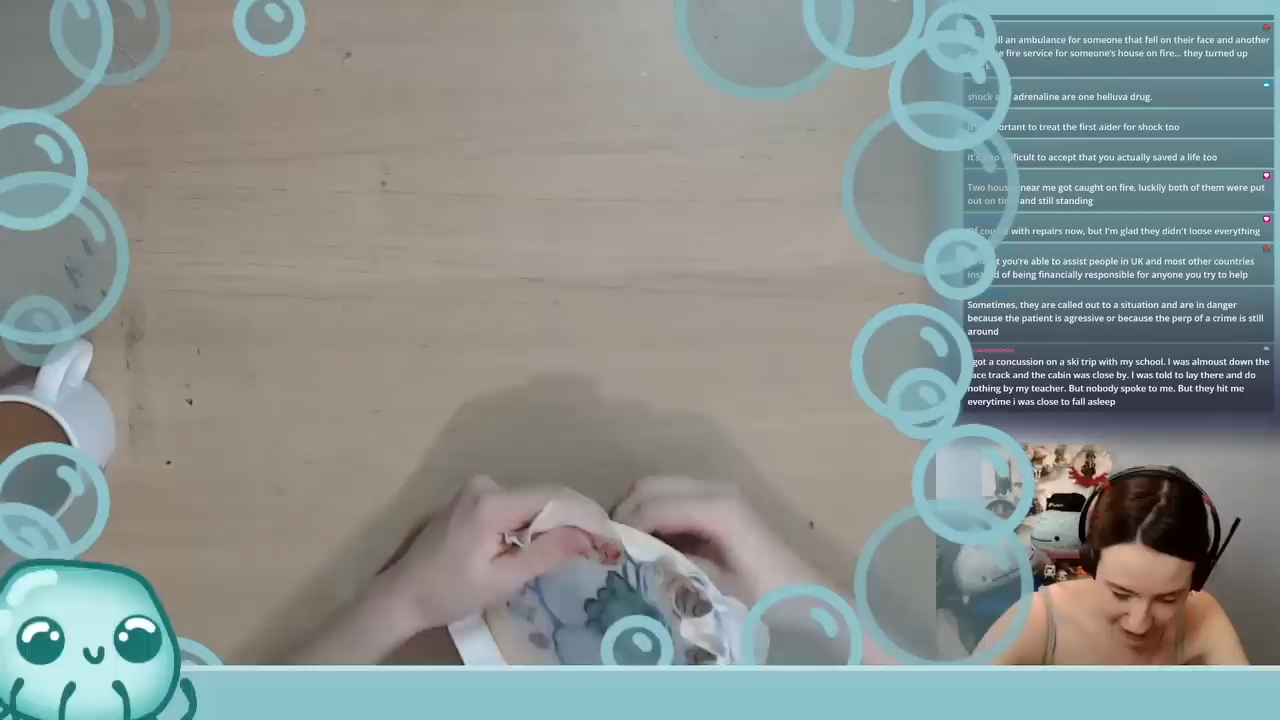 ill an ambulance for someone that fell on their face and another
e fire service for someone's house on fire... they turned up
shock a adrenaline are one helluva drug.
ortant to treat the first aider for shock too
It's also difficult to accept that you actually saved a life too
Two hous near me got caught on fire, luckily both of them were put
out on tim and still standing
Of course with repairs now, but I'm glad they didn't loose everything
t you're able to assist people in UK and most other countries
instead of being financially responsible for anyone you try to help
Sometimes, they are called out to a situation and are in danger
because the patient is agressive or because the perp of a crime is still
around
got a concussion on a ski trip with my school. I was almoust down the
ace track and the cabin was close by. I was told to lay there and do
nothing by my teacher. But nobody spoke to me. But they hit me
everytime i was close to fall asleep